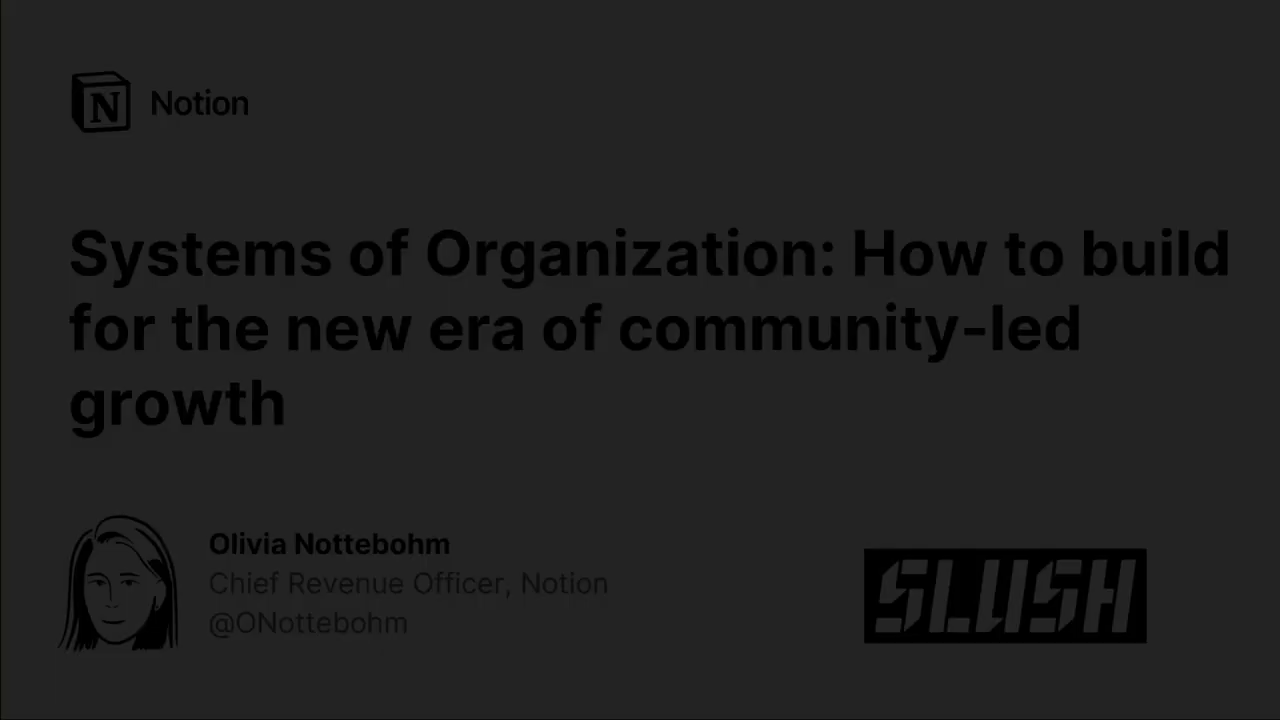 Notion
Systems of Organization: How to build
for the new era of community-led
growth
Olivia Nottebohm
Chief Revenue Officer, Notion
@ONottebohm
SLUSH